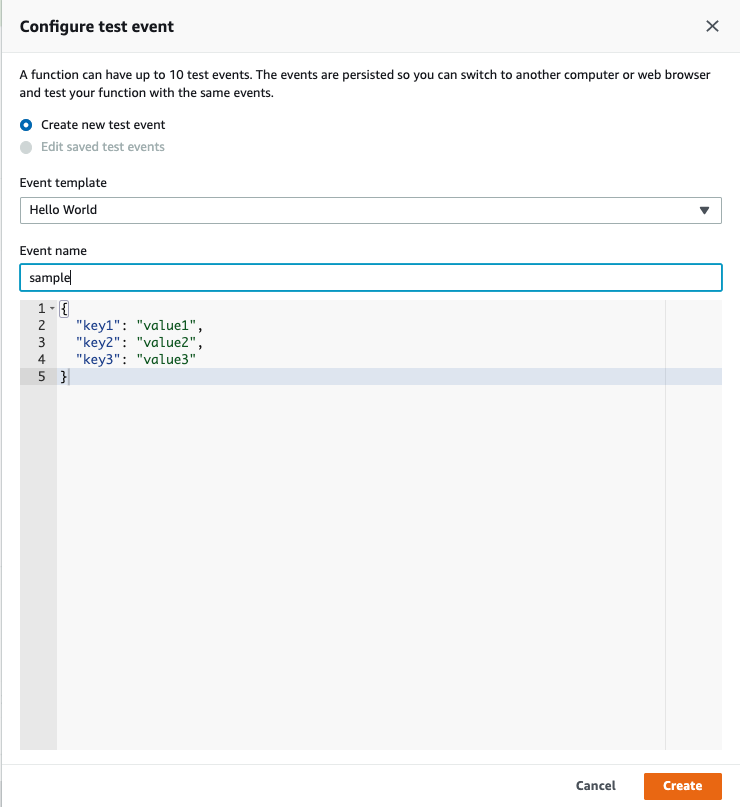 Configure test event
A function can have up to 10 test events. The events are persisted so you can switch to another computer or web browser
and test your function with the same events.
Create new test event
Edit saved test events
Event template
Hello World
Event name
sample
1 {
2 "key1": "value1",
3 "key2": "value2",
4 "key3": "value3"
5 }
Cancel Create